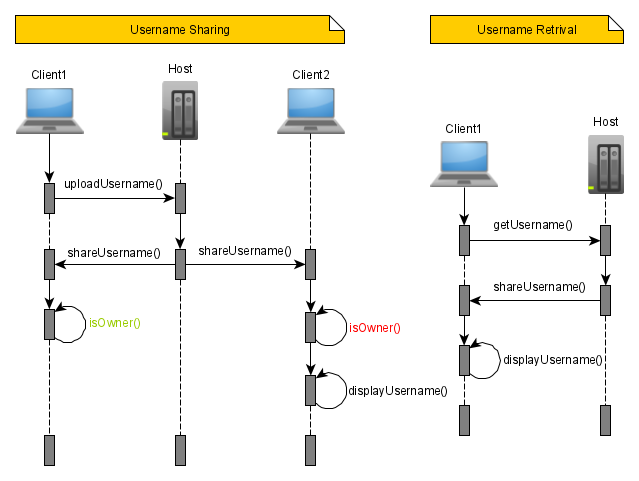 Username Sharing
Username Retrival
Client1
Host
Client2
Client1
Host
uploadUsername()
getUsername()
shareUsername()
shareUsername()
shareUsername()
isOwner()
isOwner()
displayUsername()
displayUsername()